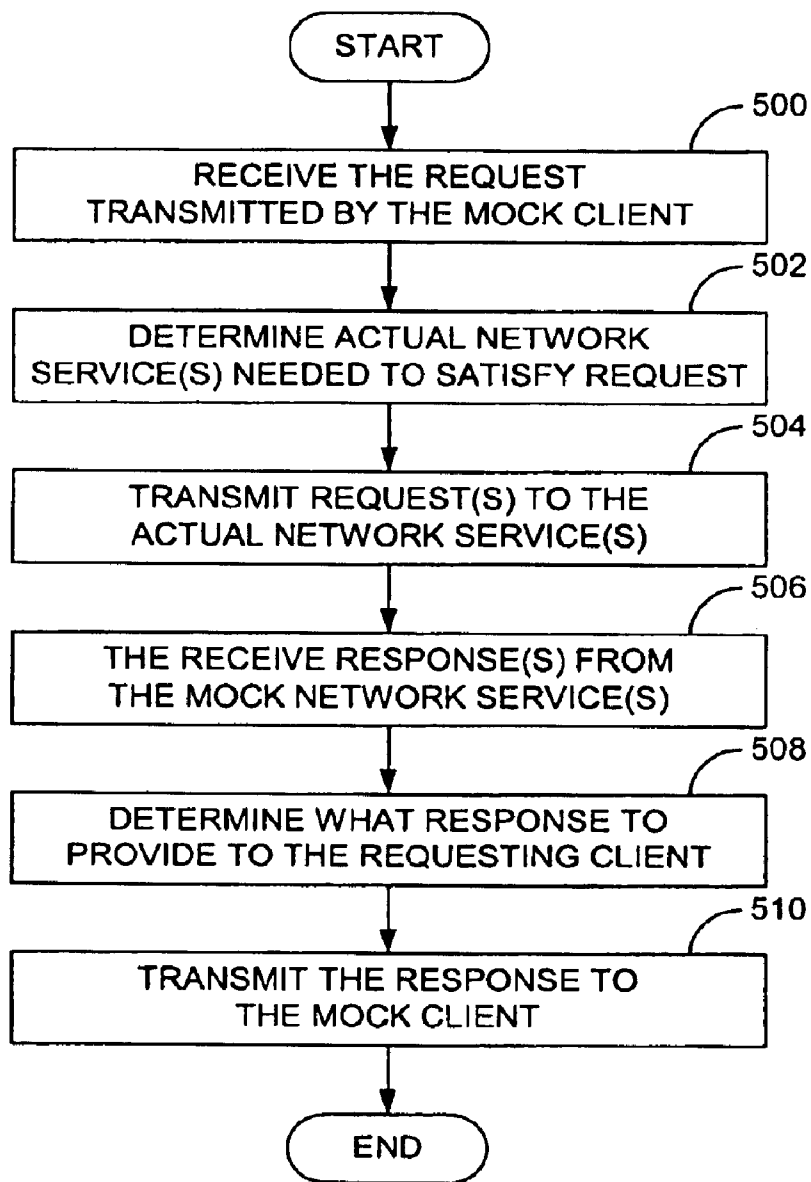 START
500
RECEIVE THE REQUEST
TRANSMITTED BY THE MOCK CLIENT
502
DETERMINE ACTUAL NETWORK
SERVICE(S) NEEDED TO SATISFY REQUEST
504
TRANSMIT REQUEST(S) TO THE
ACTUAL NETWORK SERVICE(S)
506
THE RECEIVE RESPONSE(S) FROM
THE MOCK NETWORK SERVICE(S)
508
DETERMINE WHAT RESPONSE TO
PROVIDE TO THE REQUESTING CLIENT
510
TRANSMIT THE RESPONSE TO
THE MOCK CLIENT
END